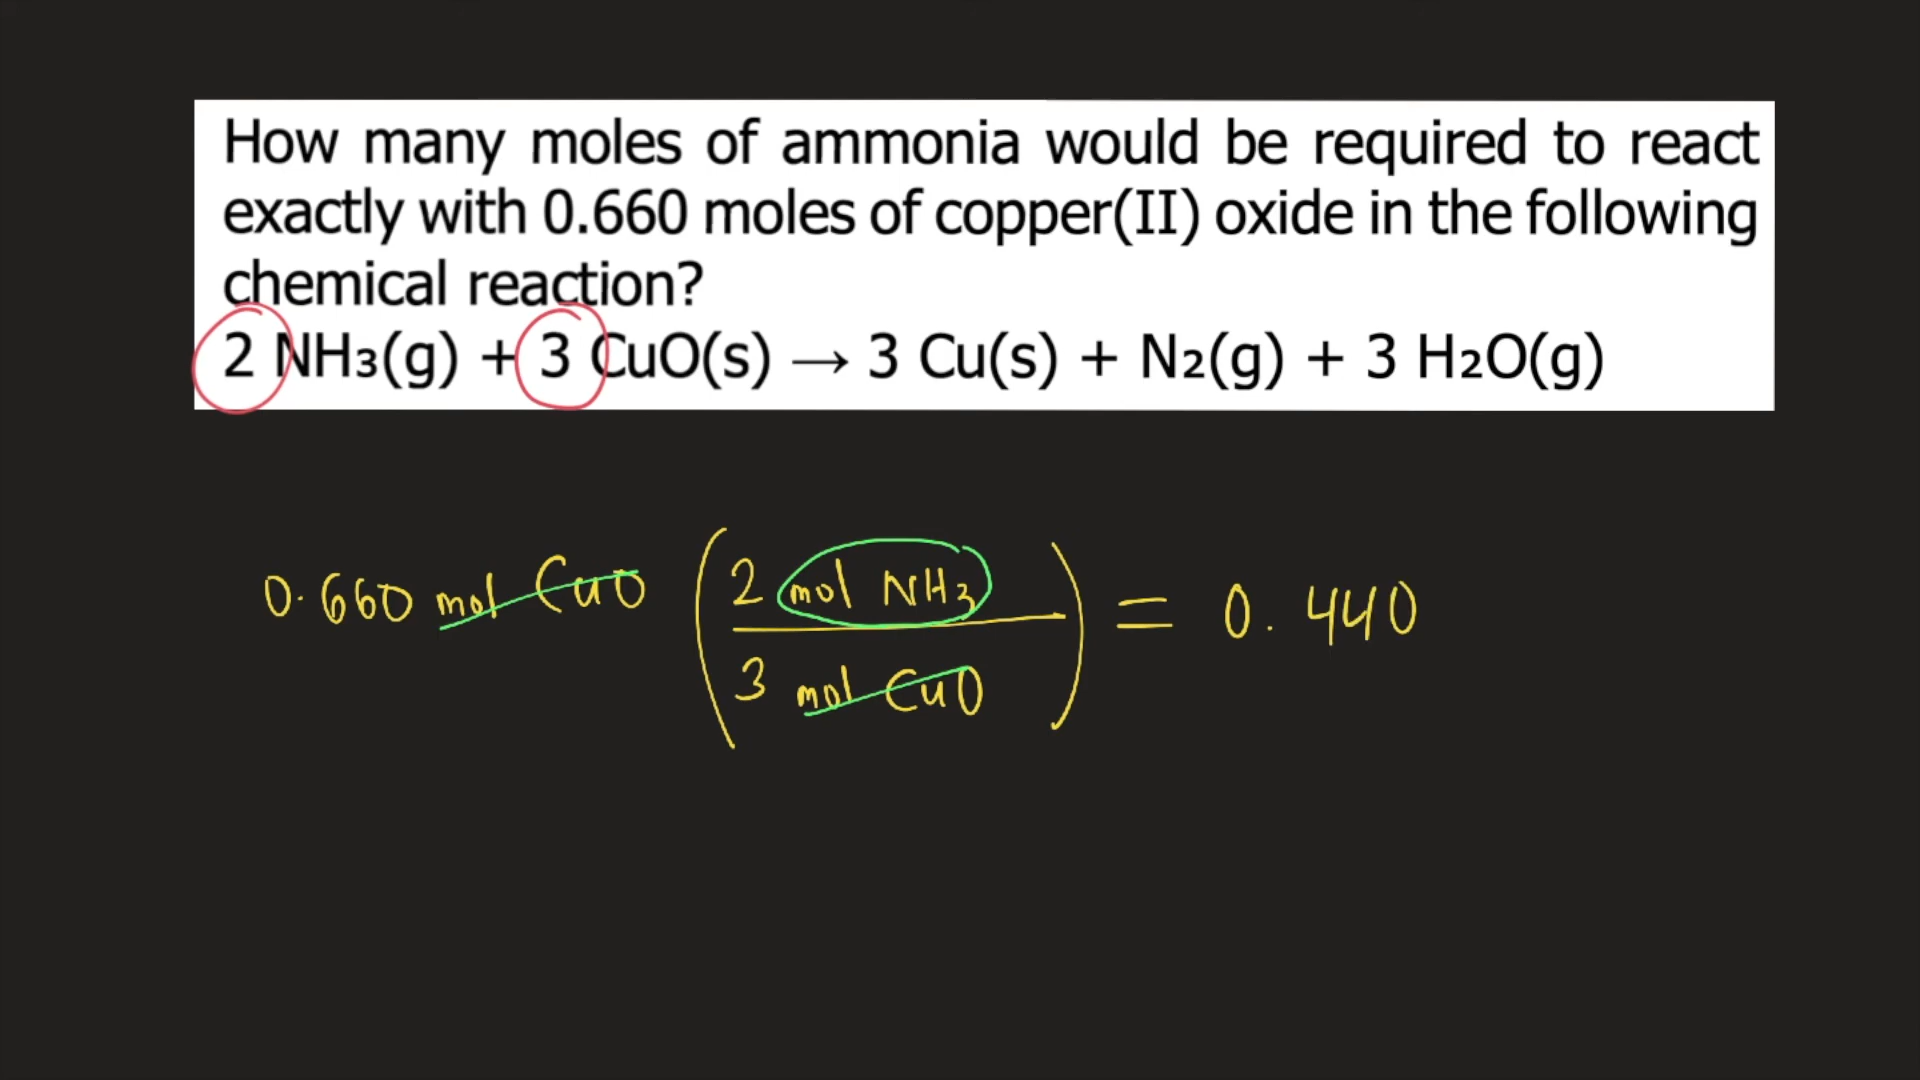 How many moles of ammonia would be required to react
exactly with 0.660 moles of copper(II) oxide in the following
chemical reaction?
2 NH₃(g) + 3 CuO(s) → 3 Cu(s) + N₂(g) + 3 H₂O(g)
0.660 mol CuO ( 2 mol NH₃ / 3 mol CuO ) = 0.440